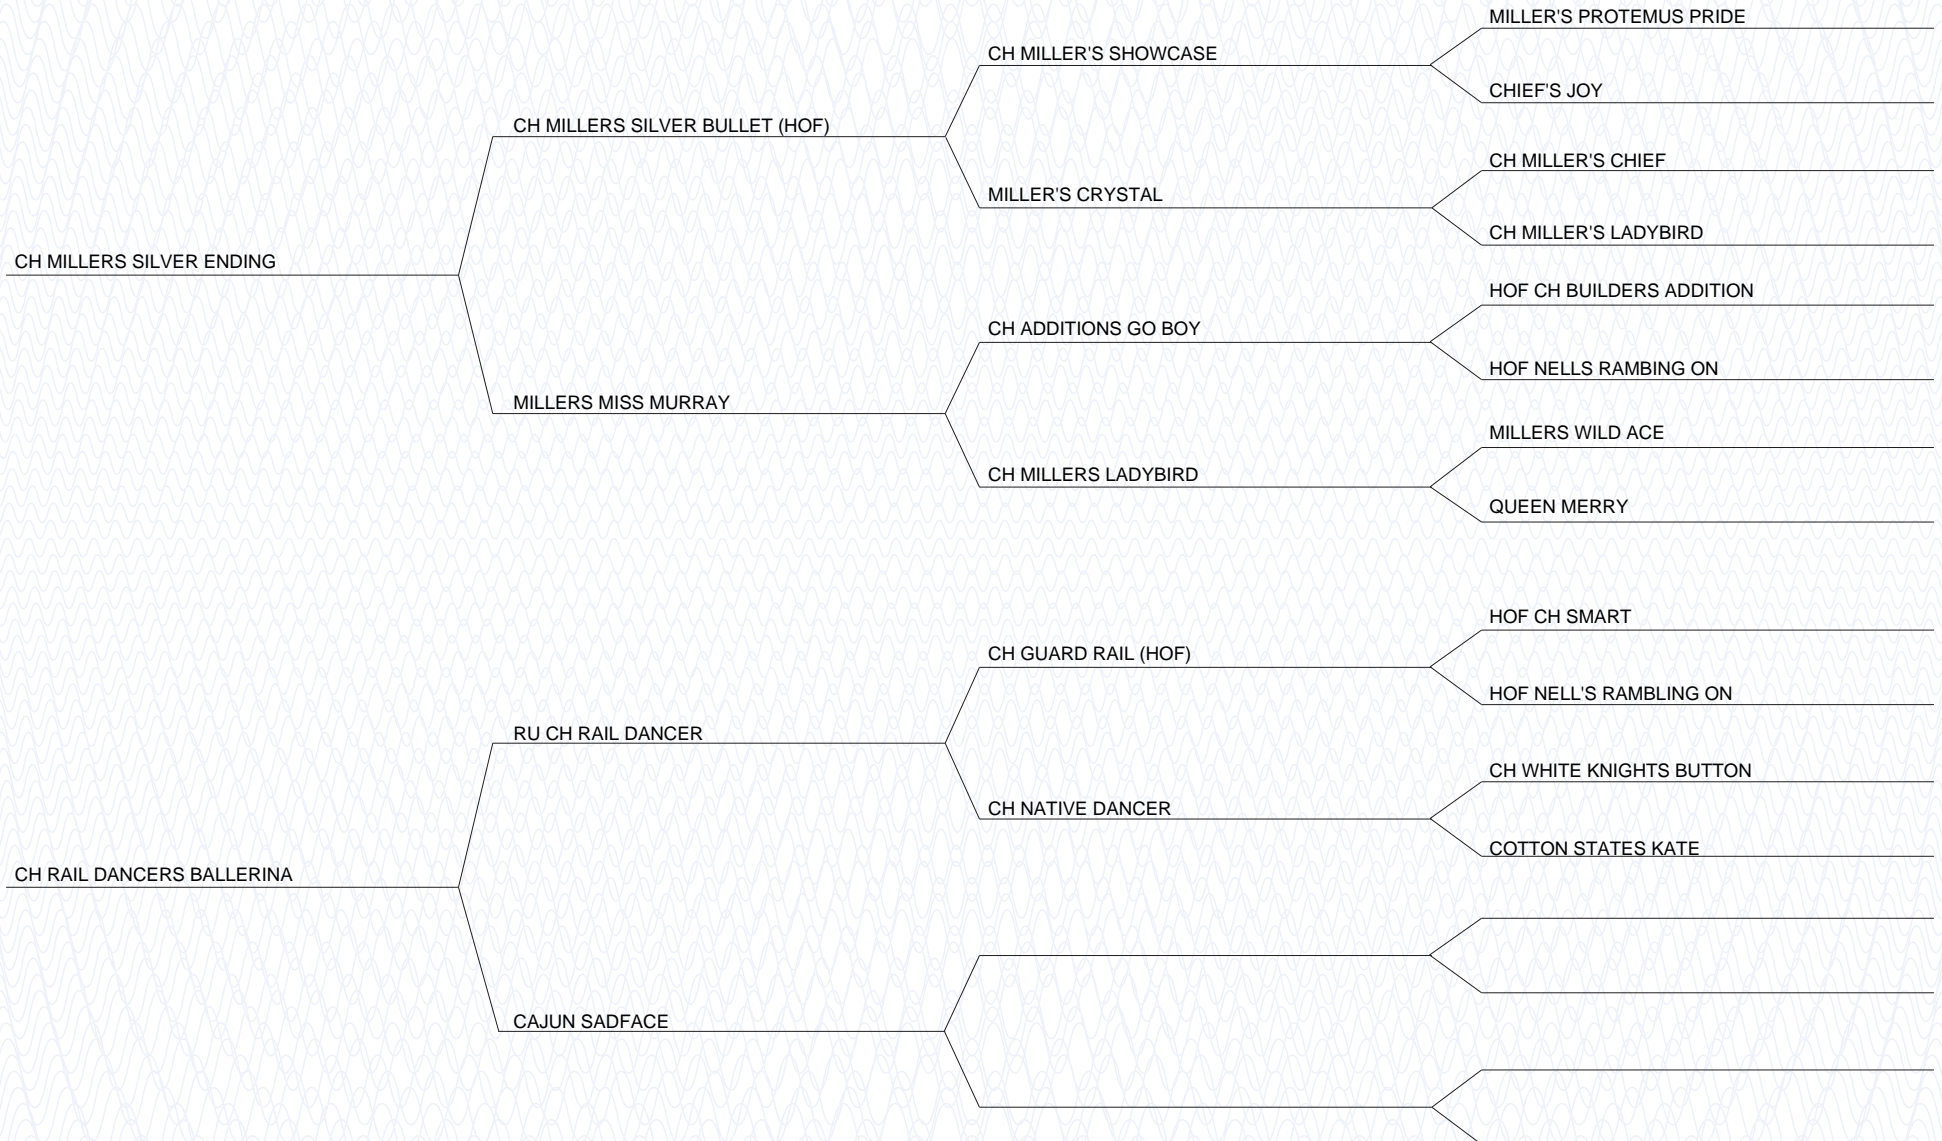 MILLER'S PROTEMUS PRIDE
CH MILLER'S SHOWCASE
CHIEF'S JOY
CH MILLERS SILVER BULLET (HOF)
CH MILLER'S CHIEF
MILLER'S CRYSTAL
CH MILLER'S LADYBIRD
CH MILLERS SILVER ENDING
HOF CH BUILDERS ADDITION
CH ADDITIONS GO BOY
HOF NELLS RAMBING ON
MILLERS MISS MURRAY
MILLERS WILD ACE
CH MILLERS LADYBIRD
QUEEN MERRY
HOF CH SMART
CH GUARD RAIL (HOF)
HOF NELL'S RAMBLING ON
RU CH RAIL DANCER
CH WHITE KNIGHTS BUTTON
CH NATIVE DANCER
COTTON STATES KATE
CH RAIL DANCERS BALLERINA
CAJUN SADFACE